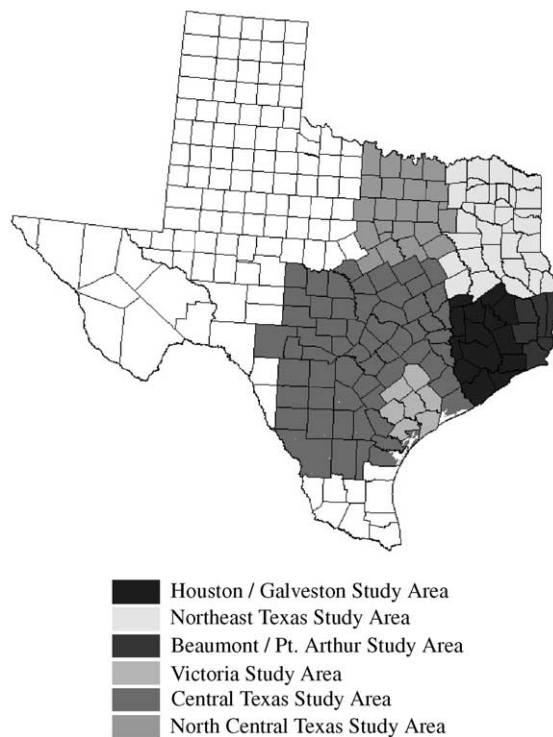 Houston / Galveston Study Area
Northeast Texas Study Area
Beaumont / Pt. Arthur Study Area
Victoria Study Area
Central Texas Study Area
North Central Texas Study Area